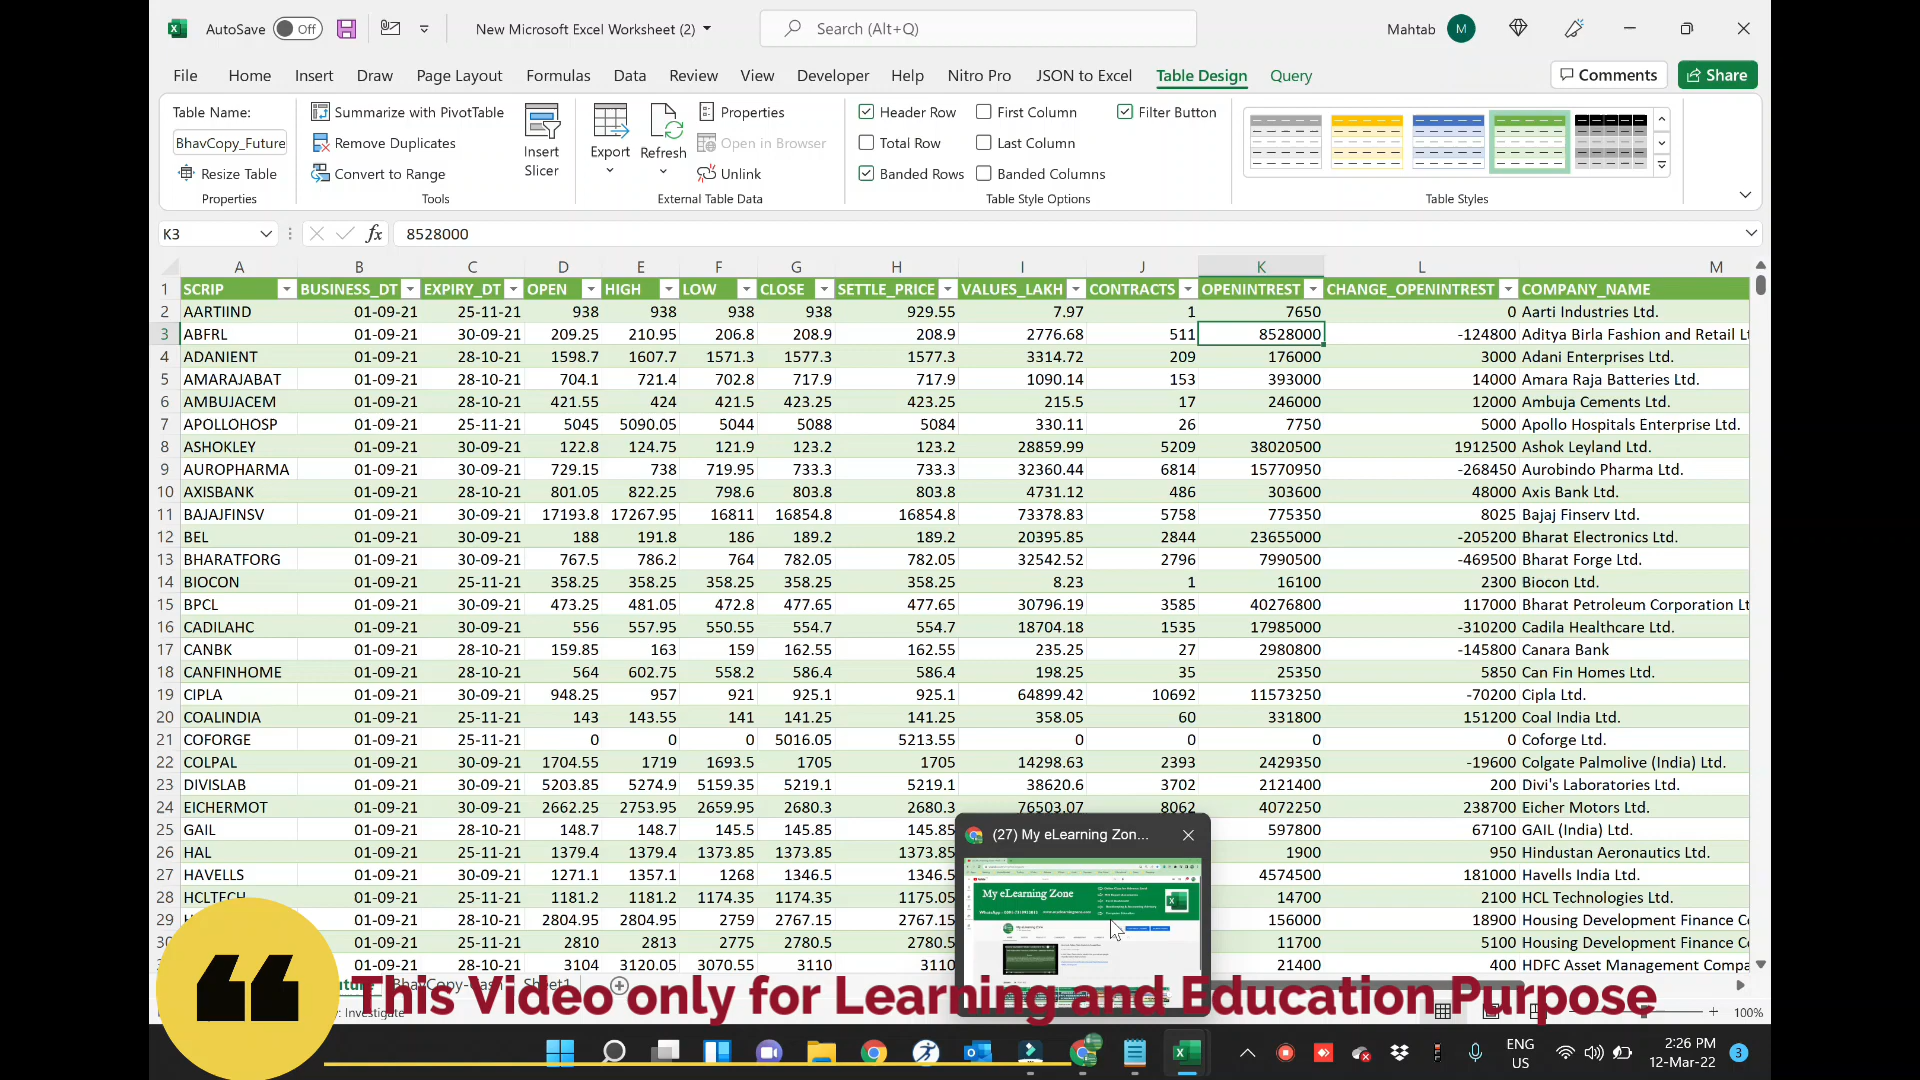 AutoSave Off New Microsoft Excel Worksheet (2) Search (Alt+Q) Mahtab M
File Home Insert Draw Page Layout Formulas Data Review View Developer Help Nitro Pro JSON to Excel Table Design Query Comments Share
Table Name: Summarize with PivotTable Properties Header Row First Column Filter Button
BhavCopy_Future Remove Duplicates Insert Slicer Export Refresh Open in Browser Total Row Last Column
Resize Table Convert to Range Unlink Banded Rows Banded Columns
Properties Tools External Table Data Table Style Options Table Styles
K3 fx 8528000
A B C D E F G H I J K L M
1 SCRIP BUSINESS_DT EXPIRY_DT OPEN HIGH LOW CLOSE SETTLE_PRICE VALUES_LAKH CONTRACTS OPENINTREST CHANGE_OPENINTREST COMPANY_NAME
2 AARTIIND 01-09-21 25-11-21 938 938 938 938 929.55 7.97 1 7650 0 Aarti Industries Ltd.
3 ABFRL 01-09-21 30-09-21 209.25 210.95 206.8 208.9 208.9 2776.68 511 8528000 -124800 Aditya Birla Fashion and Retail Lt
4 ADANIENT 01-09-21 28-10-21 1598.7 1607.7 1571.3 1577.3 1577.3 3314.72 209 176000 3000 Adani Enterprises Ltd.
5 AMARAJABAT 01-09-21 28-10-21 704.1 721.4 702.8 717.9 717.9 1090.14 153 393000 14000 Amara Raja Batteries Ltd.
6 AMBUJACEM 01-09-21 28-10-21 421.55 424 421.5 423.25 423.25 215.5 17 246000 12000 Ambuja Cements Ltd.
7 APOLLOHOSP 01-09-21 25-11-21 5045 5090.05 5044 5088 5084 330.11 26 7750 5000 Apollo Hospitals Enterprise Ltd.
8 ASHOKLEY 01-09-21 30-09-21 122.8 124.75 121.9 123.2 123.2 28859.99 5209 38020500 1912500 Ashok Leyland Ltd.
9 AUROPHARMA 01-09-21 30-09-21 729.15 738 719.95 733.3 733.3 32360.44 6814 15770950 -268450 Aurobindo Pharma Ltd.
10 AXISBANK 01-09-21 28-10-21 801.05 822.25 798.6 803.8 803.8 4731.12 486 303600 48000 Axis Bank Ltd.
11 BAJAJFINSV 01-09-21 30-09-21 17193.8 17267.95 16811 16854.8 16854.8 73378.83 5758 775350 8025 Bajaj Finserv Ltd.
12 BEL 01-09-21 30-09-21 188 191.8 186 189.2 189.2 20395.85 2844 23655000 -205200 Bharat Electronics Ltd.
13 BHARATFORG 01-09-21 30-09-21 767.5 786.2 764 782.05 782.05 32542.52 2796 7990500 -469500 Bharat Forge Ltd.
14 BIOCON 01-09-21 25-11-21 358.25 358.25 358.25 358.25 358.25 8.23 1 16100 2300 Biocon Ltd.
15 BPCL 01-09-21 30-09-21 473.25 481.05 472.8 477.65 477.65 30796.19 3585 40276800 117000 Bharat Petroleum Corporation Lt
16 CADILAHC 01-09-21 30-09-21 556 557.95 550.55 554.7 554.7 18704.18 1535 17985000 -310200 Cadila Healthcare Ltd.
17 CANBK 01-09-21 28-10-21 159.85 163 159 162.55 162.55 235.25 27 2980800 -145800 Canara Bank
18 CANFINHOME 01-09-21 28-10-21 564 602.75 558.2 586.4 586.4 198.25 35 25350 5850 Can Fin Homes Ltd.
19 CIPLA 01-09-21 30-09-21 948.25 957 921 925.1 925.1 64899.42 10692 11573250 -70200 Cipla Ltd.
20 COALINDIA 01-09-21 25-11-21 143 143.55 141 141.25 141.25 358.05 60 331800 151200 Coal India Ltd.
21 COFORGE 01-09-21 25-11-21 0 0 0 5016.05 5213.55 0 0 0 0 Coforge Ltd.
22 COLPAL 01-09-21 30-09-21 1704.55 1719 1693.5 1705 1705 14298.63 2393 2429350 -19600 Colgate Palmolive (India) Ltd.
23 DIVISLAB 01-09-21 30-09-21 5203.85 5274.9 5159.35 5219.1 5219.1 38620.6 3702 2121400 200 Divi's Laboratories Ltd.
24 EICHERMOT 01-09-21 30-09-21 2662.25 2753.95 2659.95 2680.3 2680.3 76503.07 8062 4072250 238700 Eicher Motors Ltd.
25 GAIL 01-09-21 28-10-21 148.7 148.7 145.5 145.85 145.85 597800 67100 GAIL (India) Ltd.
26 HAL 01-09-21 28-10-21 1379.4 1379.4 1373.85 1373.85 1373.85 1900 950 Hindustan Aeronautics Ltd.
27 HAVELLS 01-09-21 30-09-21 1271.1 1357.1 1268 1346.5 1346.5 4574500 181000 Havells India Ltd.
28 HCLTECH 01-09-21 25-11-21 1181.2 1181.2 1174.35 1174.35 1175.05 14700 2100 HCL Technologies Ltd.
29 01-09-21 28-10-21 2804.95 2804.95 2759 2767.15 2767.15 156000 18900 Housing Development Finance Co
30 01-09-21 25-11-21 2810 2813 2775 2780.5 2780.5 11700 5100 Housing Development Finance Co
01-09-21 28-10-21 3104 3120.05 3070.55 3110 3110 21400 400 HDFC Asset Management Compa
(27) My eLearning Zon...
My eLearning Zone
BhavCopy-Cash Sheet1
This Video only for Learning and Education Purpose
Investigate 100%
ENG US 2:26 PM 12-Mar-22 3